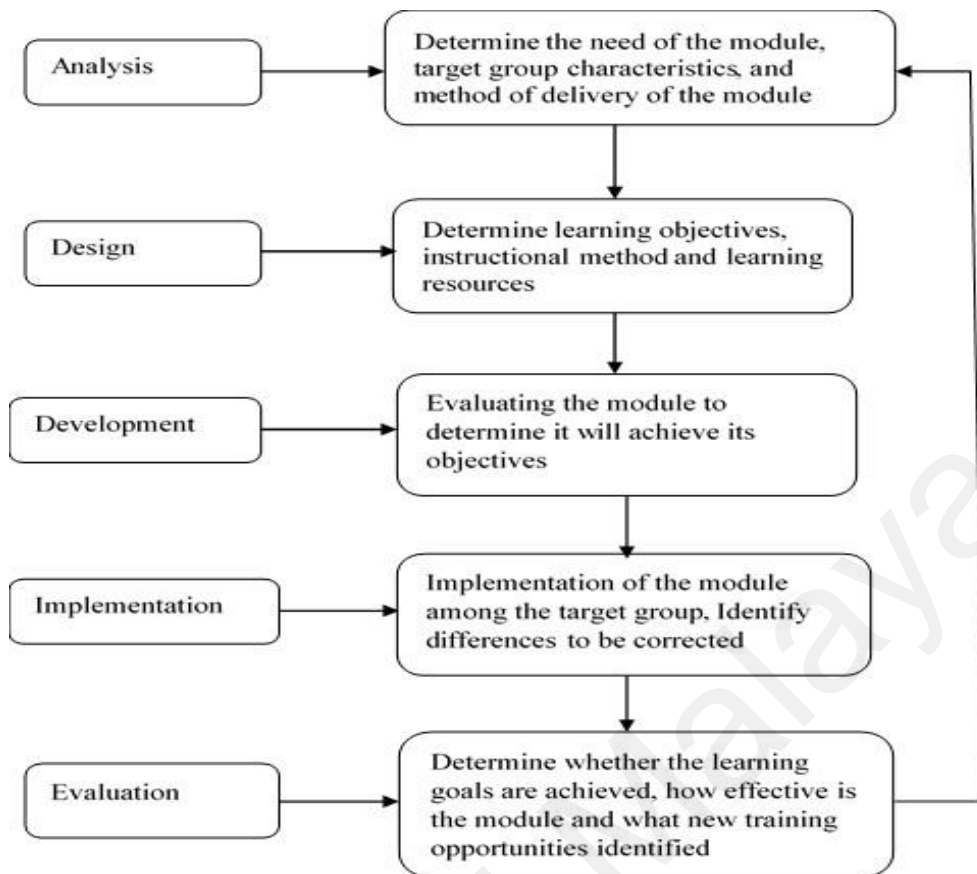 Analysis
Determine the need of the module,
target group characteristics, and
method of delivery of the module
Design
Determine learning objectives,
instructional method and learning
resources
Development
Evaluating the module to
determine it will achieve its
objectives
Implementation
Implementation of the module
among the target group, Identify
differences to be corrected
Evaluation
Determine whether the learning
goals are achieved, how effective is
the module and what new training
opportunities identified
Malaya